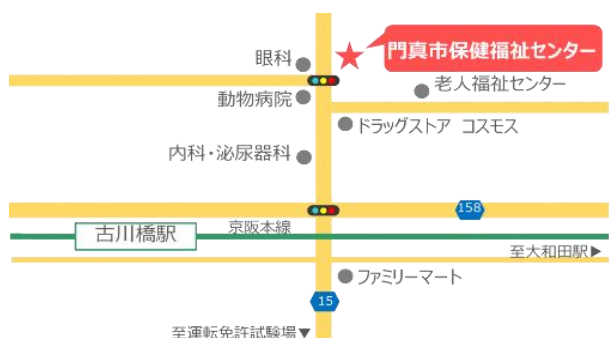 門真市保健福祉センター
眼科
老人福祉センター
動物病院
ドラッグストア コスモス
内科・泌尿器科
158
京阪本線
古川橋駅
至大和田駅▶
ファミリーマート
15
至運転免許試験場▼